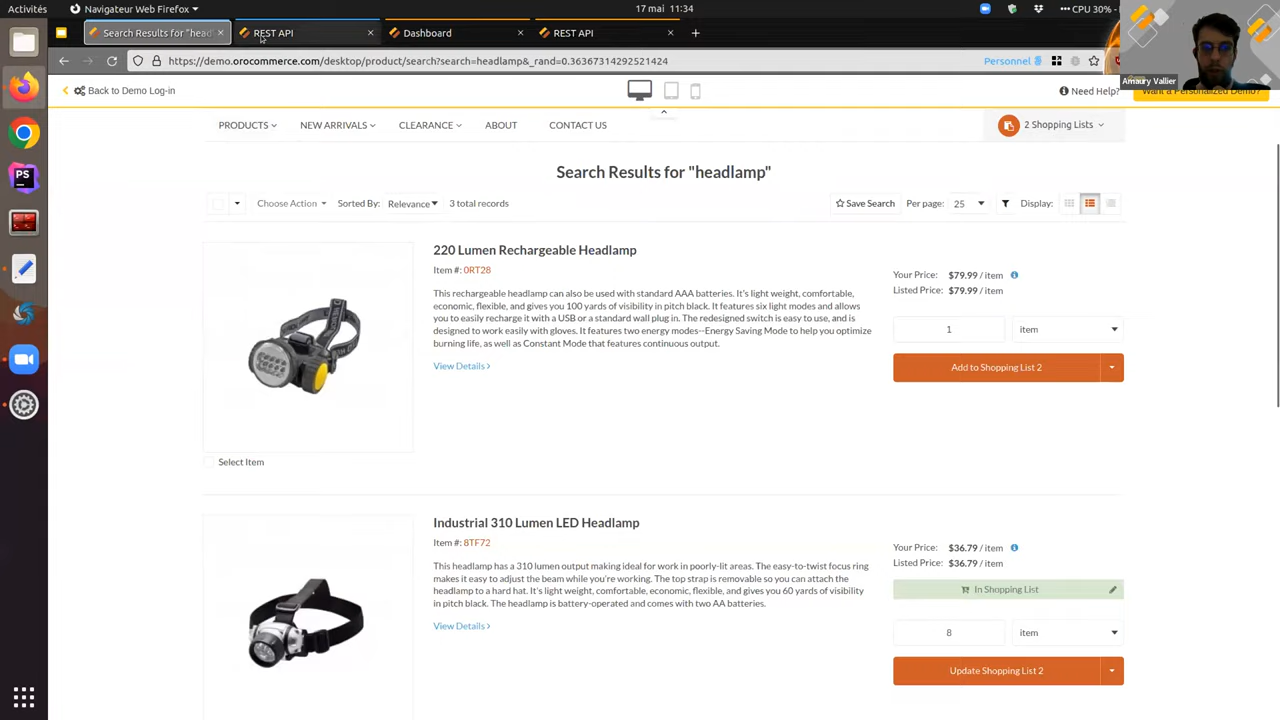 Activités
Navigateur Web Firefox
17 mai 11:34
CPU 30%
Search Results for "head
REST API
Dashboard
REST API
https://demo.orocommerce.com/desktop/product/search?search=headlamp&_rand=0.36367314292521424
Personnel
Amaury Vallier
Back to Demo Log-in
Need Help?
Want a Personalized Demo?
PRODUCTS
NEW ARRIVALS
CLEARANCE
ABOUT
CONTACT US
2 Shopping Lists
Search Results for "headlamp"
Choose Action
Sorted By:
Relevance
3 total records
Save Search
Per page:
25
Display:
220 Lumen Rechargeable Headlamp
Item #: 0RT28
This rechargeable headlamp can also be used with standard AAA batteries. It's light weight, comfortable,
economic, flexible, and gives you 100 yards of visibility in pitch black. It features six light modes and allows
you to easily recharge it with a USB or a standard wall plug in. The redesigned switch is easy to use, and is
designed to work easily with gloves. It features two energy modes--Energy Saving Mode to help you optimize
burning life, as well as Constant Mode that features continuous output.
View Details
Your Price: $79.99 / item
Listed Price: $79.99 / item
1
item
Add to Shopping List 2
Select Item
Industrial 310 Lumen LED Headlamp
Item #: 8TF72
This headlamp has a 310 lumen output making ideal for work in poorly-lit areas. The easy-to-twist focus ring
makes it easy to adjust the beam while you're working. The top strap is removable so you can attach the
headlamp to a hard hat. It's light weight, comfortable, economic, flexible, and gives you 60 yards of visibility
in pitch black. The headlamp is battery-operated and comes with two AA batteries.
View Details
Your Price: $36.79 / item
Listed Price: $36.79 / item
In Shopping List
8
item
Update Shopping List 2
PS